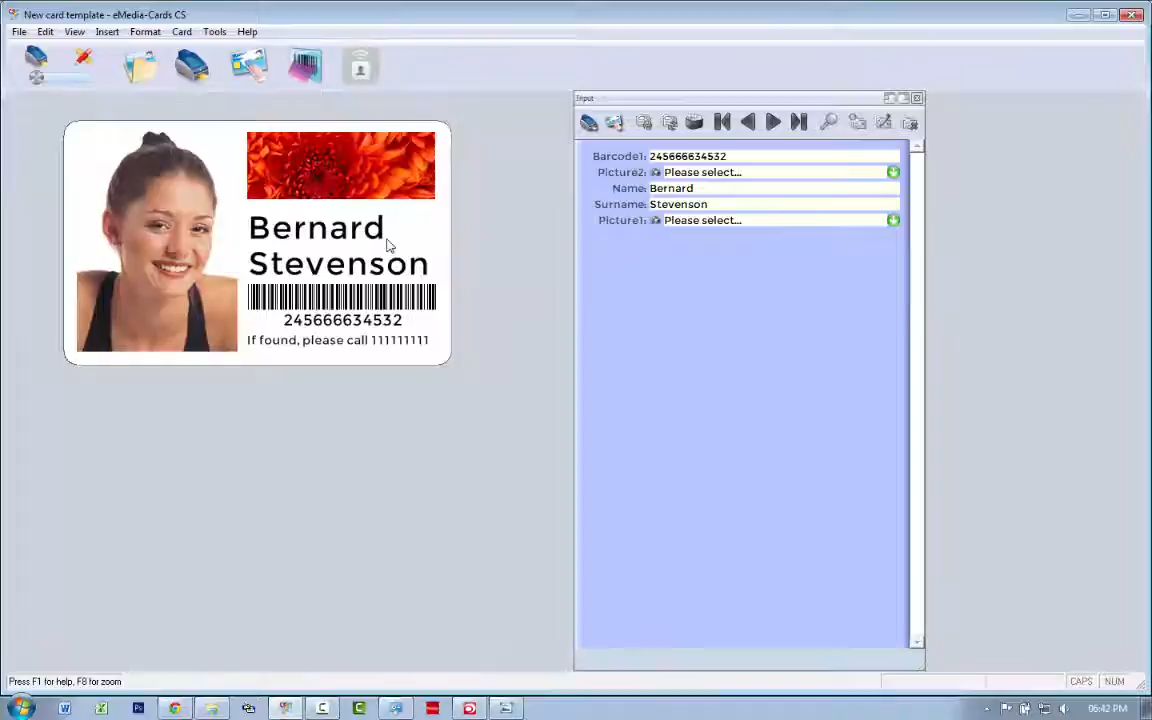 New card template - eMedia-Cards CS
File Edit View Insert Format Card Tools Help
Input
Bernard
Stevenson
245666634532
If found, please call 111111111
Barcode1: 245666634532
Picture2: Please select...
Name: Bernard
Surname: Stevenson
Picture1: Please select...
Press F1 for help, F8 for zoom
CAPS NUM
06:42 PM